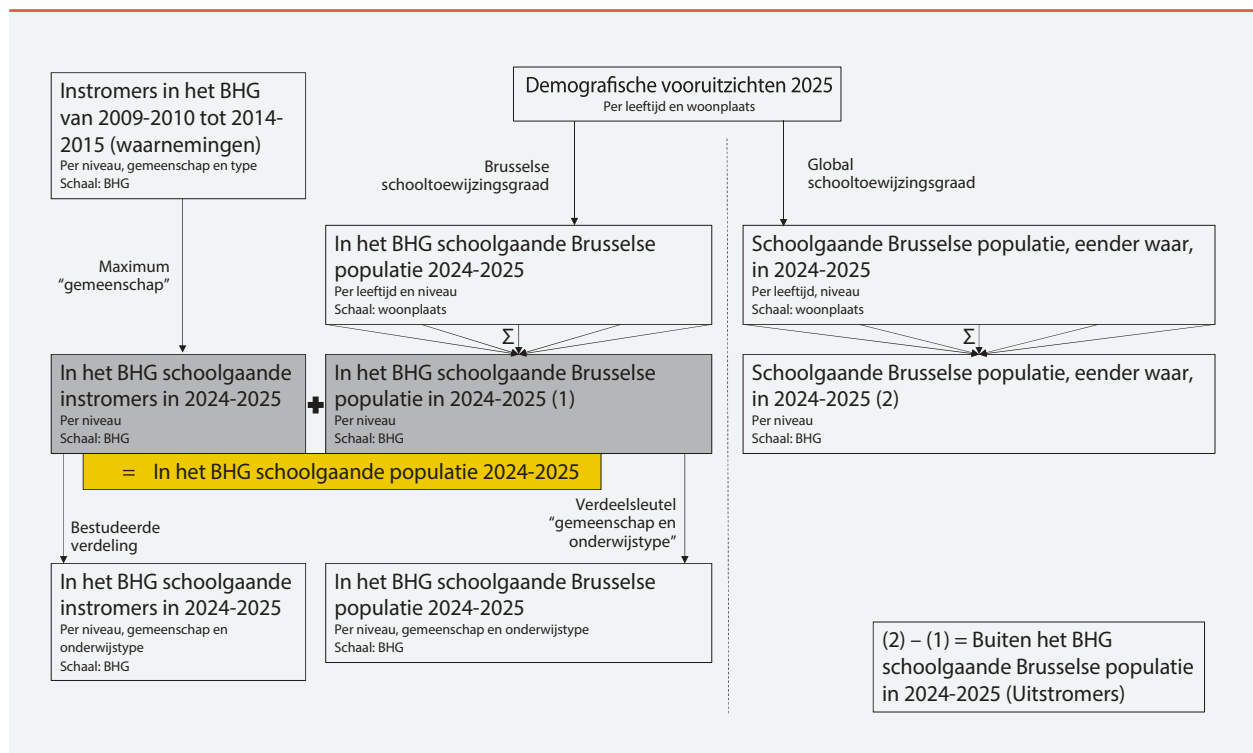 Instromers in het BHG
van 2009-2010 tot 2014-
2015 (waarnemingen)
Per niveau, gemeenschap en type
Schaal: BHG
Demografische vooruitzichten 2025
Per leeftijd en woonplaats
Brusselse
schooltoewijzingsgraad
Global
schooltoewijzingsgraad
Maximum
“gemeenschap”
In het BHG schoolgaande Brusselse
populatie 2024-2025
Per leeftijd en niveau
Schaal: woonplaats
Schoolgaande Brusselse populatie, eender waar,
in 2024-2025
Per leeftijd, niveau
Schaal: woonplaats
Σ
Σ
In het BHG schoolgaande
instromers in 2024-2025
Per niveau
Schaal: BHG
+
In het BHG schoolgaande Brusselse
populatie in 2024-2025 (1)
Per niveau
Schaal: BHG
Schoolgaande Brusselse populatie, eender waar,
in 2024-2025 (2)
Per niveau
Schaal: BHG
= In het BHG schoolgaande populatie 2024-2025
Bestudeerde
verdeling
Verdeelsleutel
“gemeenschap en
onderwijstype”
In het BHG schoolgaande
instromers in 2024-2025
Per niveau, gemeenschap en
onderwijstype
Schaal: BHG
In het BHG schoolgaande Brusselse
populatie 2024-2025
Per niveau, gemeenschap en onderwijstype
Schaal: BHG
(2) – (1) = Buiten het BHG
schoolgaande Brusselse populatie
in 2024-2025 (Uitstromers)